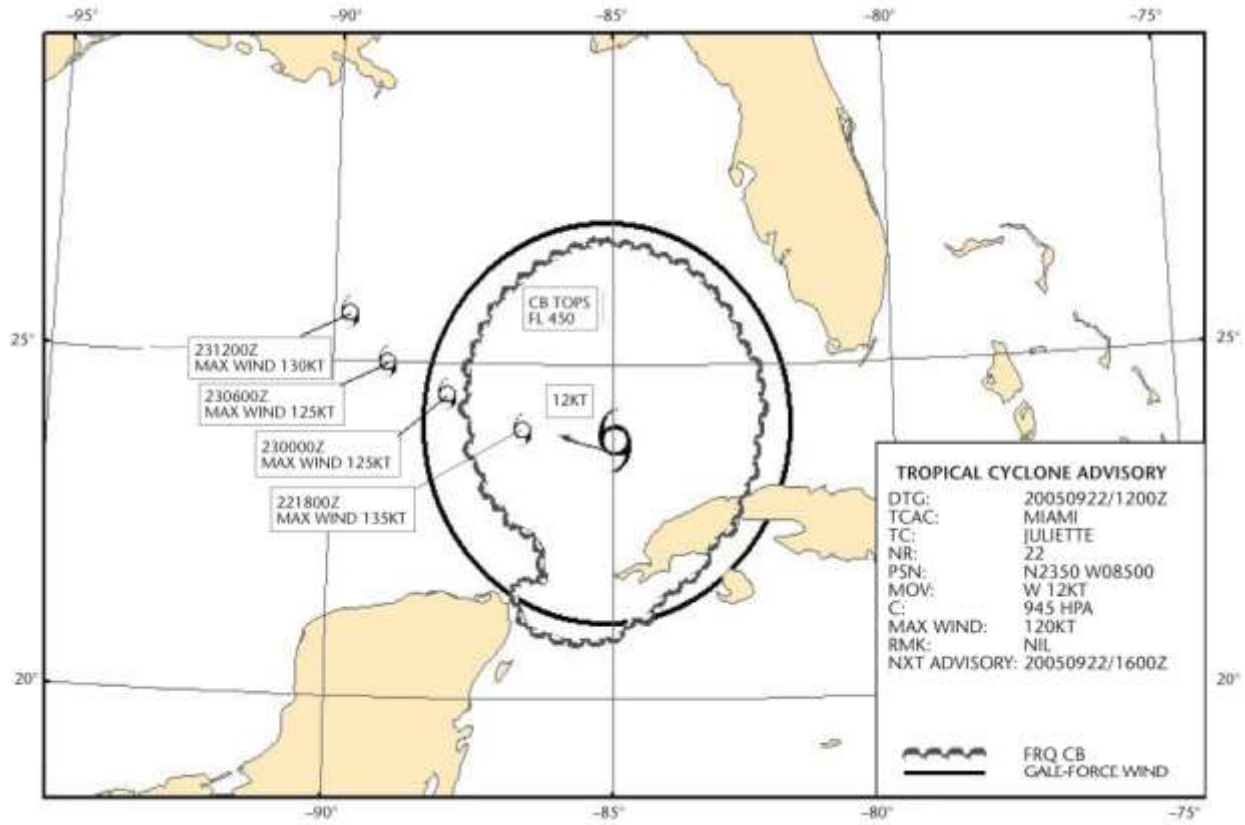 −95° −90° −85° −80° −75°
CB TOPS
FL 450
25° 25°
231200Z
MAX WIND 130KT
230600Z
MAX WIND 125KT
12KT
230000Z
MAX WIND 125KT
221800Z
MAX WIND 135KT
TROPICAL CYCLONE ADVISORY
DTG: 20050922/1200Z
TCAC: MIAMI
TC: JULIETTE
NR: 22
PSN: N2350 W08500
MOV: W 12KT
C: 945 HPA
MAX WIND: 120KT
RMK: NIL
NXT ADVISORY: 20050922/1600Z
20° 20°
FRQ CB
GALE-FORCE WIND
−90° −85° −80° −75°